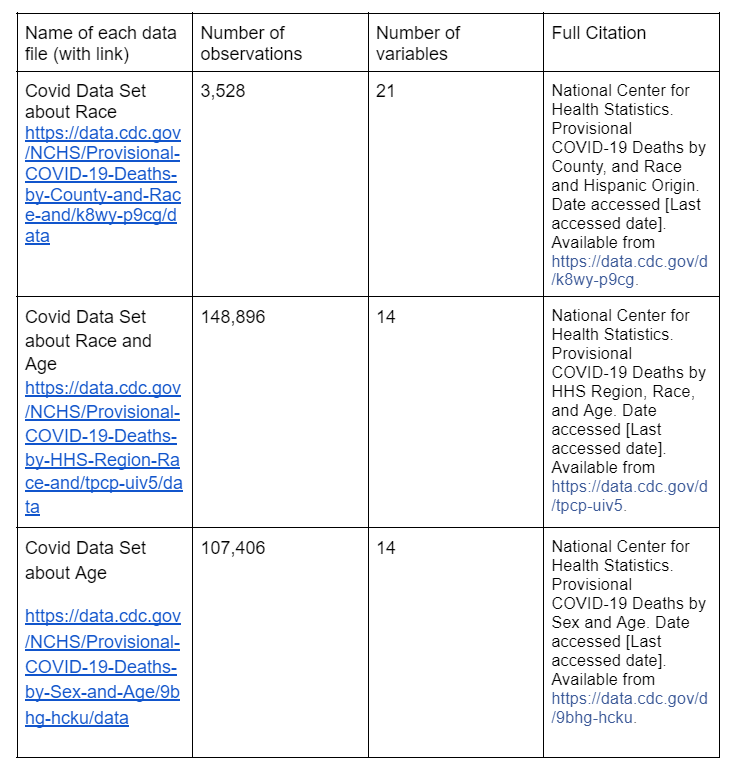 Name of each data
file (with link)
Number of
observations
Number of
variables
Full Citation
Covid Data Set
about Race
https://data.cdc.gov
/NCHS/Provisional-
COVID-19-Deaths-
by-County-and-Rac
e-and/k8wy-p9cg/d
ata
3,528
21
National Center for
Health Statistics.
Provisional
COVID-19 Deaths by
County, and Race
and Hispanic Origin.
Date accessed [Last
accessed date].
Available from
https://data.cdc.gov/d
/k8wy-p9cg.
Covid Data Set
about Race and
Age
https://data.cdc.gov
/NCHS/Provisional-
COVID-19-Deaths-
by-HHS-Region-Ra
ce-and/tpcp-uiv5/da
ta
148,896
14
National Center for
Health Statistics.
Provisional
COVID-19 Deaths by
HHS Region, Race,
and Age. Date
accessed [Last
accessed date].
Available from
https://data.cdc.gov/d
/tpcp-uiv5.
Covid Data Set
about Age
https://data.cdc.gov
/NCHS/Provisional-
COVID-19-Deaths-
by-Sex-and-Age/9b
hg-hcku/data
107,406
14
National Center for
Health Statistics.
Provisional
COVID-19 Deaths by
Sex and Age. Date
accessed [Last
accessed date].
Available from
https://data.cdc.gov/d
/9bhg-hcku.